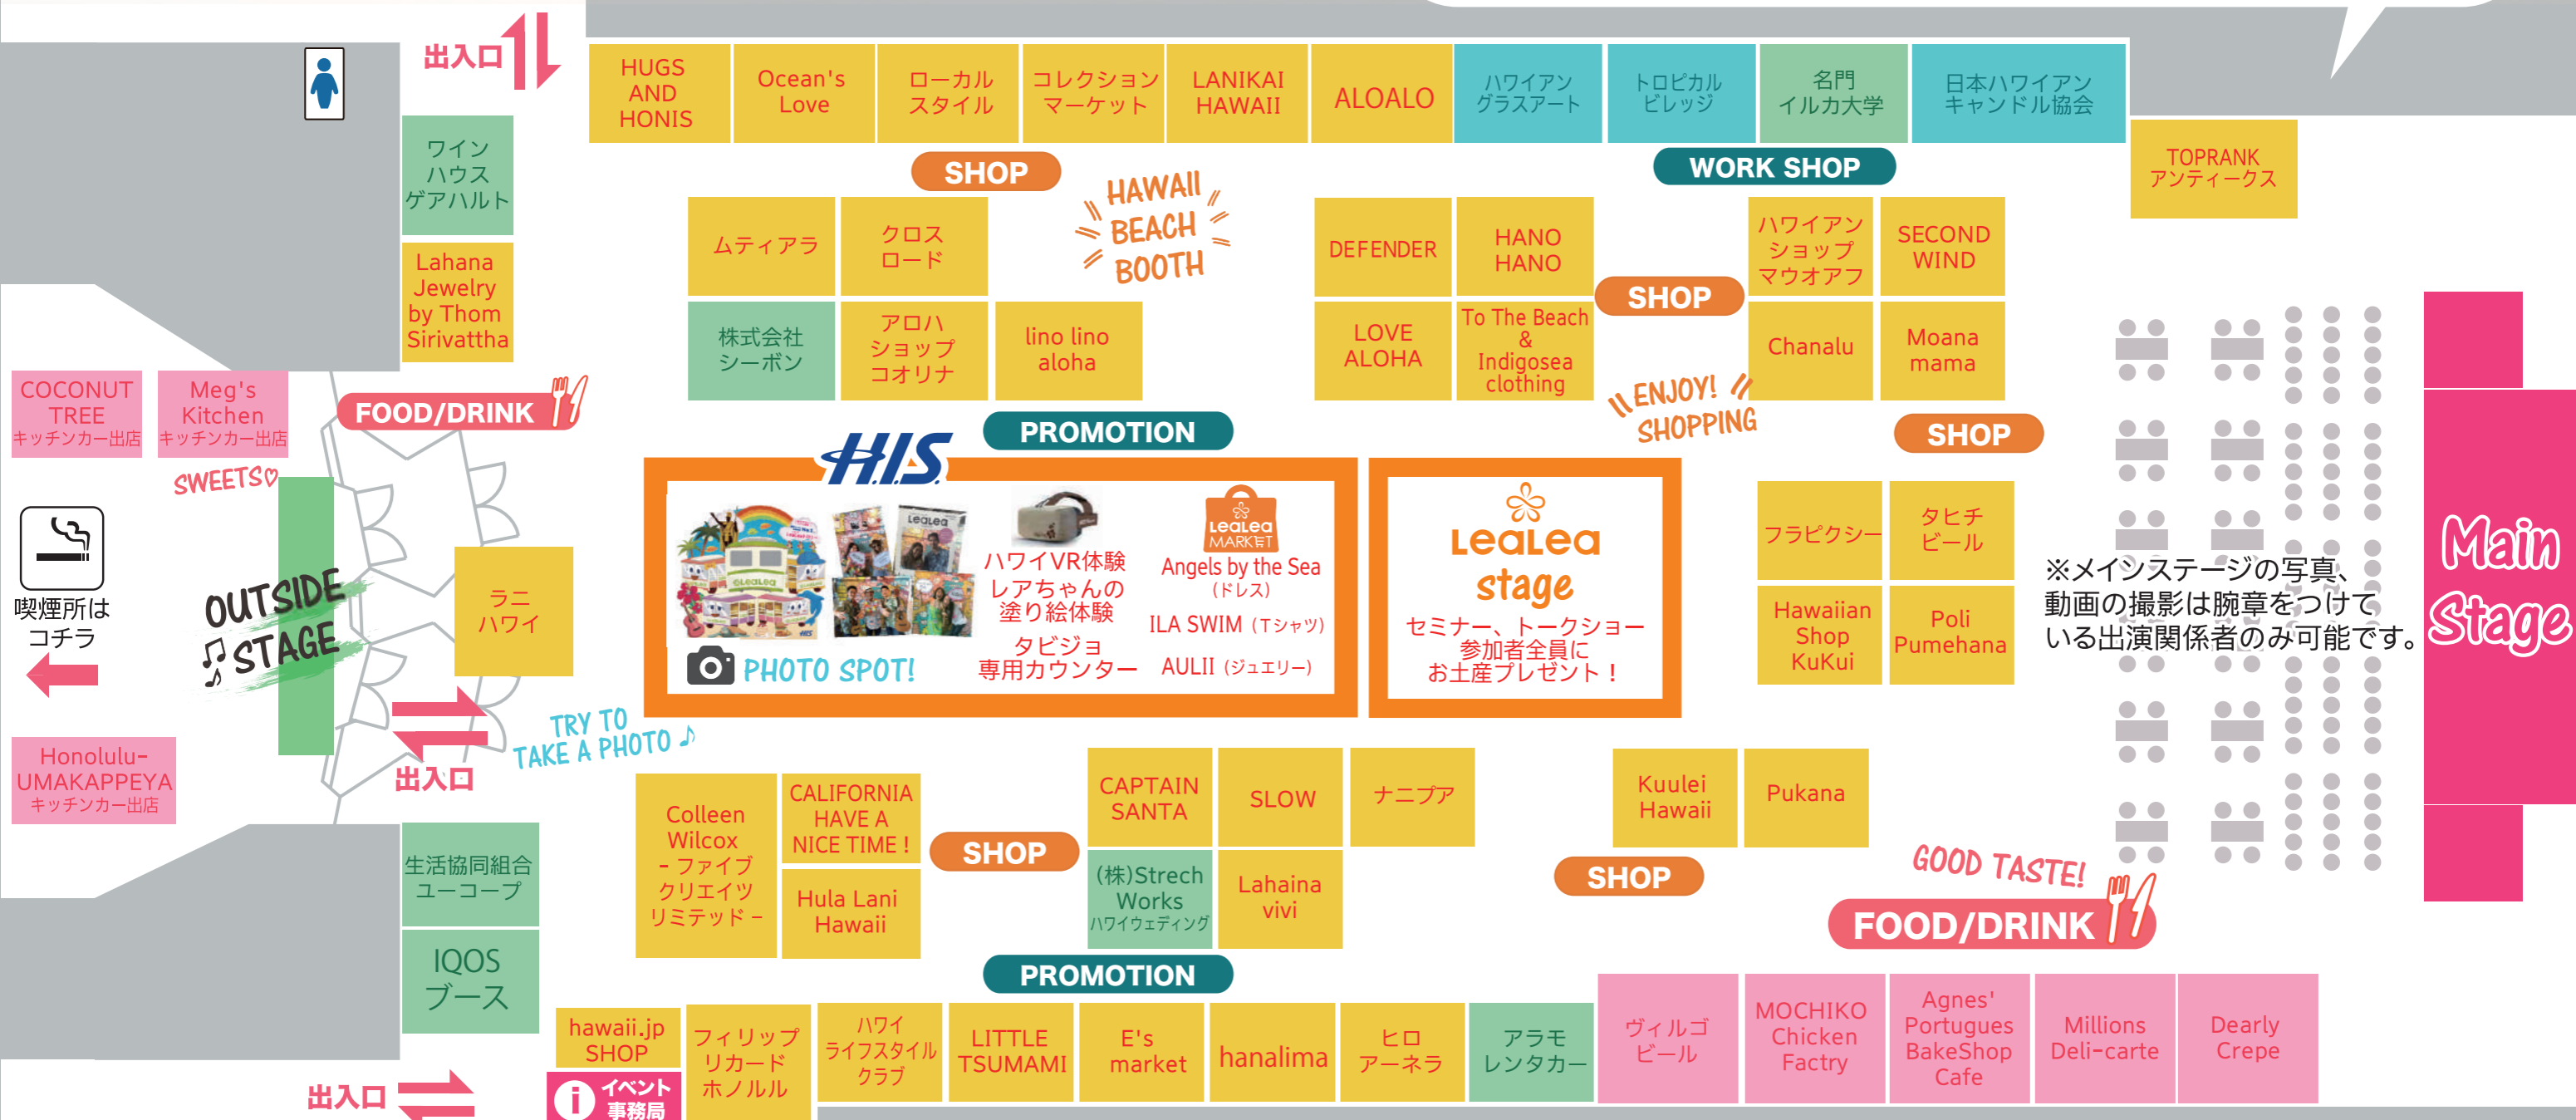 出入口
HUGS
AND
HONIS
Ocean's
Love
ローカル
スタイル
コレクション
マーケット
LANIKAI
HAWAII
ALOALO
ハワイアン
グラスアート
トロピカル
ビレッジ
名門
イルカ大学
日本ハワイアン
キャンドル協会
TOPRANK
アンティークス
ワイン
ハウス
ゲアハルト
Lahana
Jewelry
by Thom
Sirivattha
SHOP
HAWAII
BEACH
BOOTH
WORK SHOP
ムティアラ
クロス
ロード
株式会社
シーボン
アロハ
ショップ
コオリナ
lino lino
aloha
DEFENDER
HANO
HANO
LOVE
ALOHA
To The Beach
&
Indigosea
clothing
SHOP
ハワイアン
ショップ
マウオアフ
SECOND
WIND
Chanalu
Moana
mama
ENJOY!
SHOPPING
SHOP
COCONUT
TREE
キッチンカー出店
Meg's
Kitchen
キッチンカー出店
FOOD/DRINK
SWEETS♡
喫煙所は
コチラ
OUTSIDE
STAGE
ラニ
ハワイ
Honolulu-
UMAKAPPEYA
キッチンカー出店
出入口
TRY TO
TAKE A PHOTO♪
PROMOTION
H.I.S.
LeaLea
LeaLea
HIS
PHOTO SPOT!
ハワイVR体験
レアちゃんの
塗り絵体験
タビジョ
専用カウンター
LeaLea
MARKET
Angels by the Sea
（ドレス）
ILA SWIM（Tシャツ）
AULII（ジュエリー）
LeaLea
stage
セミナー、トークショー
参加者全員に
お土産プレゼント！
フラピクシー
タヒチ
ビール
Hawaiian
Shop
KuKui
Poli
Pumehana
※メインステージの写真、
動画の撮影は腕章をつけて
いる出演関係者のみ可能です。
Main
Stage
生活協同組合
ユーコープ
IQOS
ブース
Colleen
Wilcox
- ファイブ
クリエイツ
リミテッド -
CALIFORNIA
HAVE A
NICE TIME !
Hula Lani
Hawaii
SHOP
CAPTAIN
SANTA
SLOW
ナニプア
(株)Strech
Works
ハワイウェディング
Lahaina
vivi
Kuulei
Hawaii
Pukana
SHOP
GOOD TASTE!
FOOD/DRINK
PROMOTION
出入口
hawaii.jp
SHOP
i イベント
事務局
フィリップ
リカード
ホノルル
ハワイ
ライフスタイル
クラブ
LITTLE
TSUMAMI
E's
market
hanalima
ヒロ
アーネラ
アラモ
レンタカー
ヴィルゴ
ビール
MOCHIKO
Chicken
Factry
Agnes'
Portugues
BakeShop
Cafe
Millions
Deli-carte
Dearly
Crepe